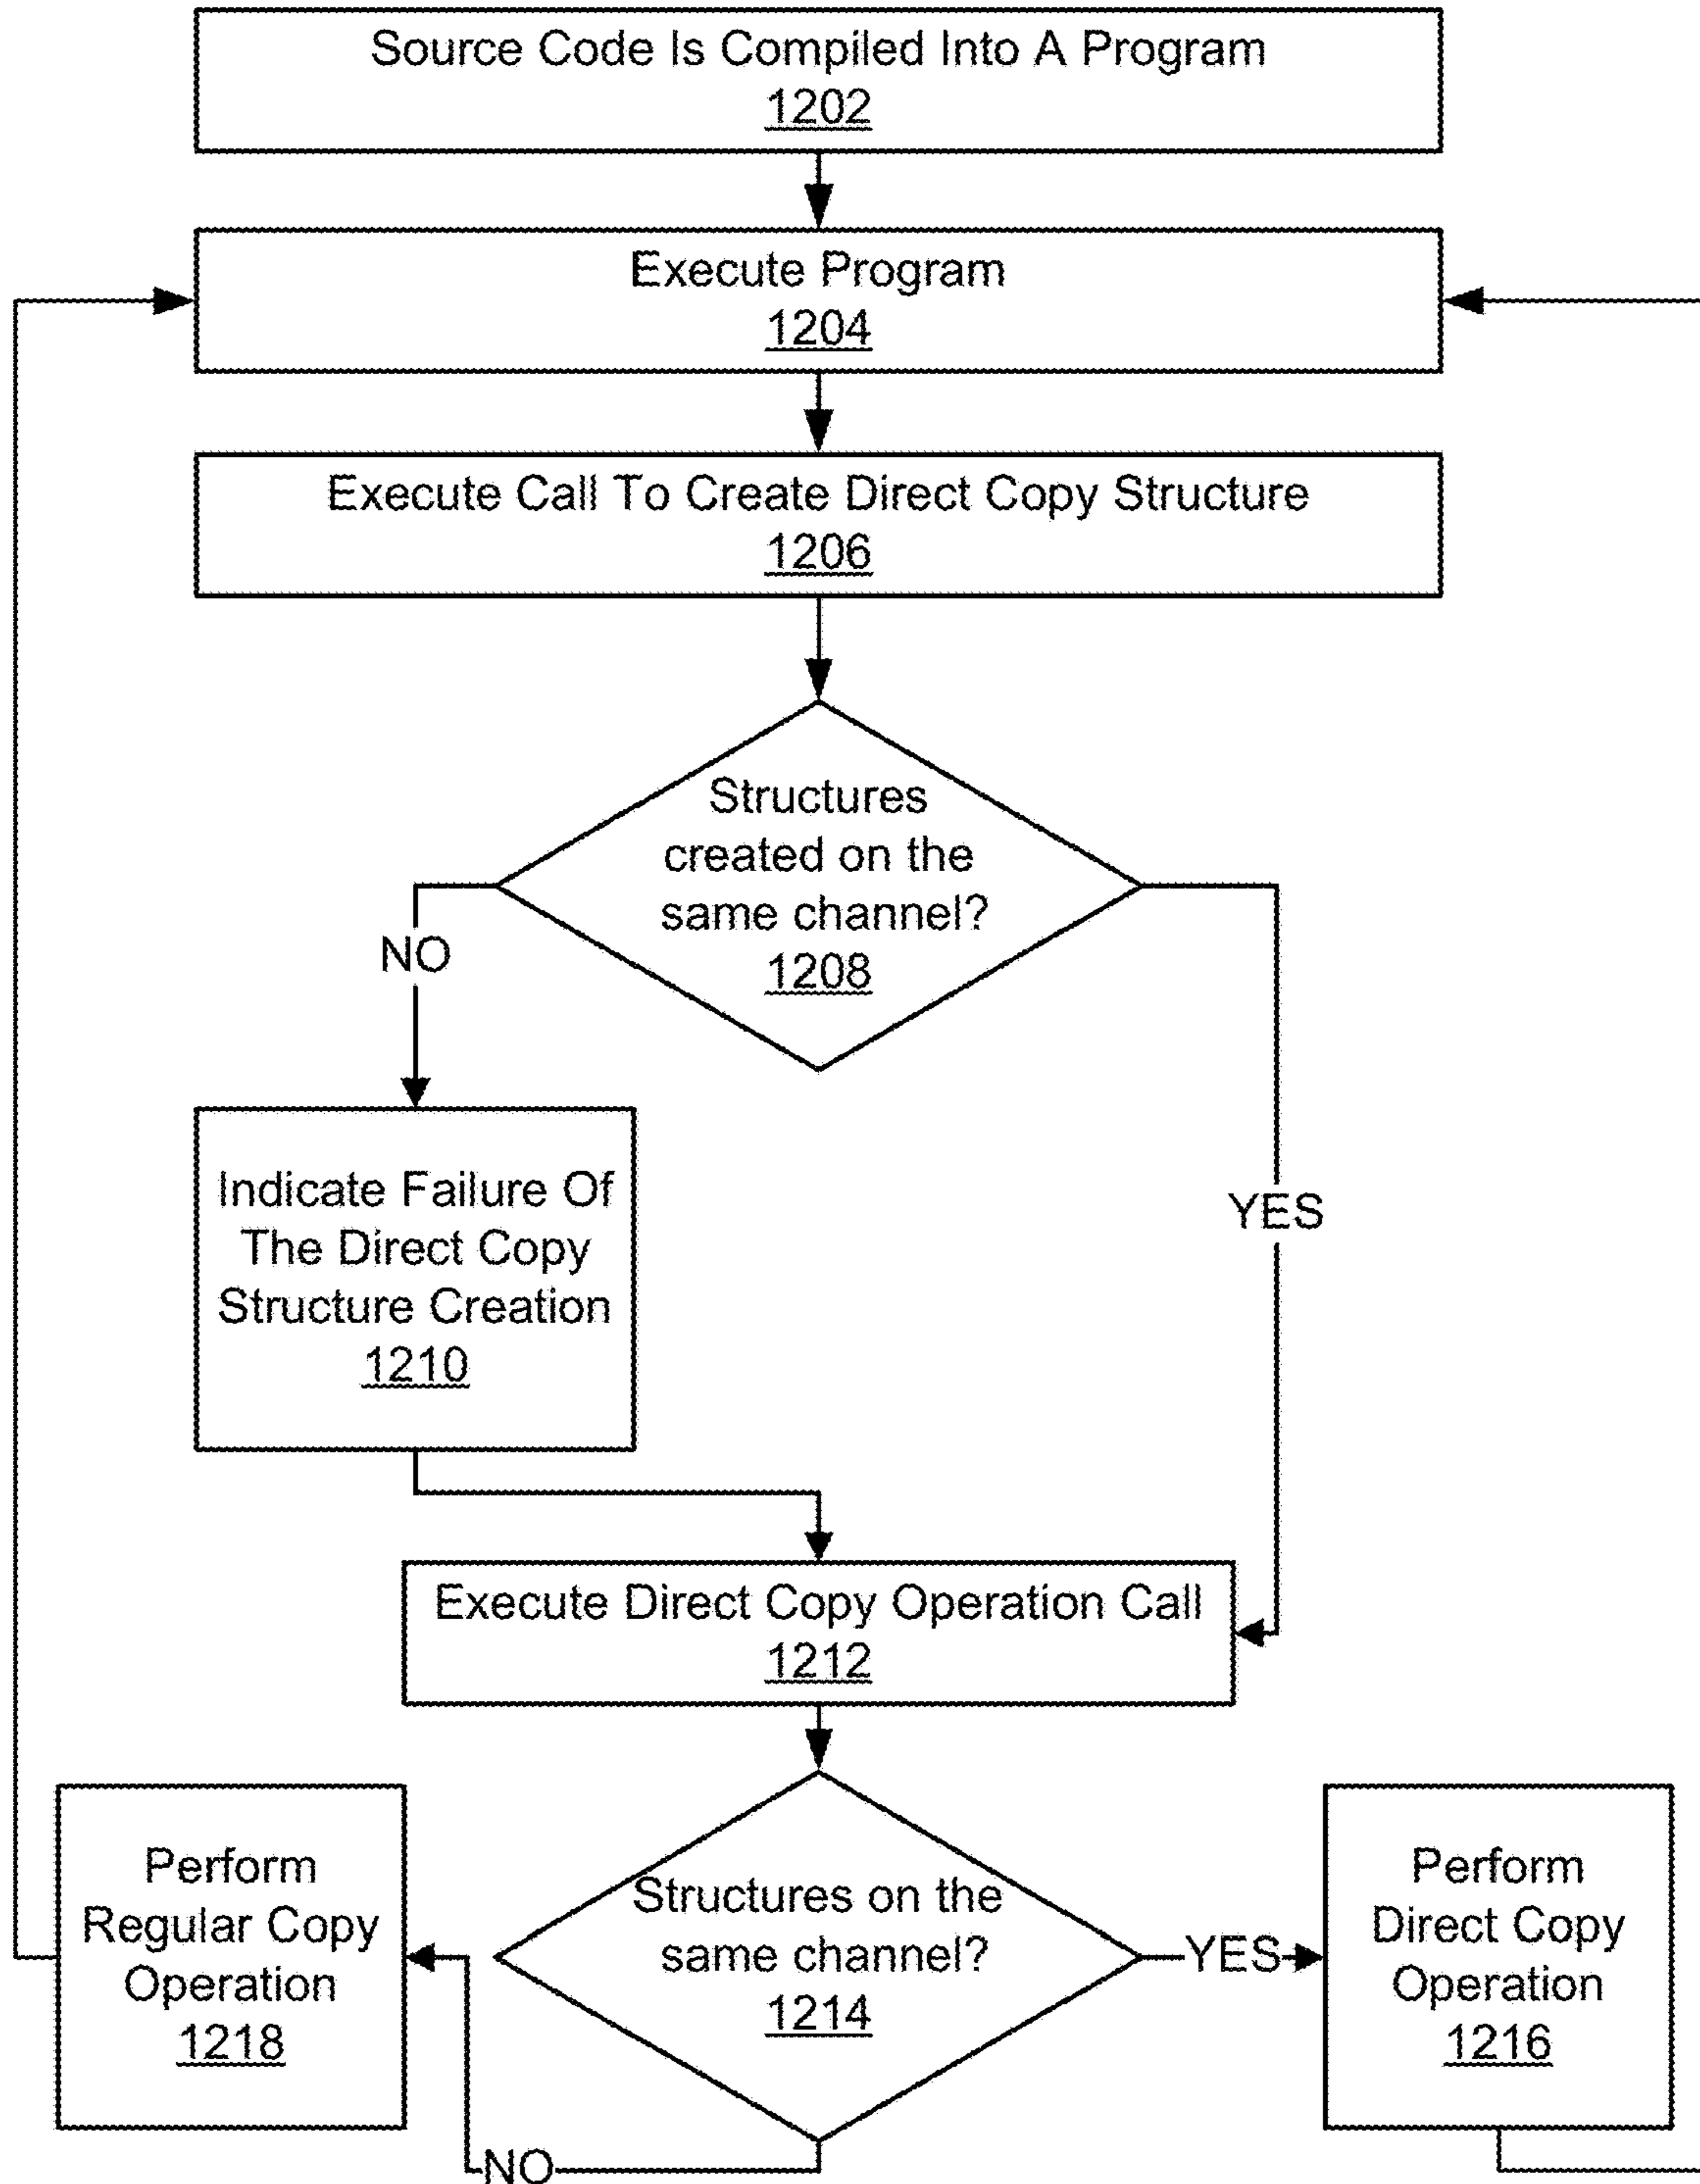 Source Code Is Compiled Into A Program
1202
Execute Program
1204
Execute Call To Create Direct Copy Structure
1206
Structures
created on the
same channel?
1208
NO
YES
Indicate Failure Of
The Direct Copy
Structure Creation
1210
Execute Direct Copy Operation Call
1212
Structures on the
same channel?
1214
YES
NO
Perform
Regular Copy
Operation
1218
Perform
Direct Copy
Operation
1216